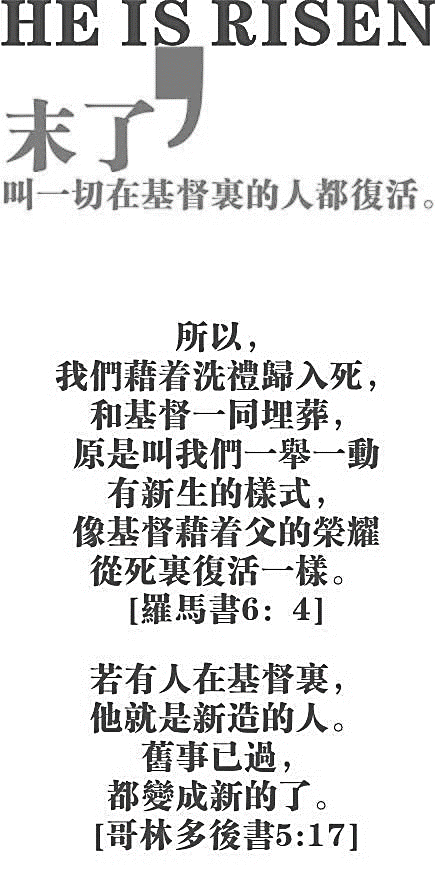 HE IS RISEN
末了，
叫一切在基督裏的人都復活。
所以，
我們藉着洗禮歸入死，
和基督一同埋葬，
原是叫我們一舉一動
有新生的樣式，
像基督藉着父的榮耀
從死裏復活一樣。
[羅馬書6：4]
若有人在基督裏，
他就是新造的人。
舊事已過，
都變成新的了。
[哥林多後書5:17]